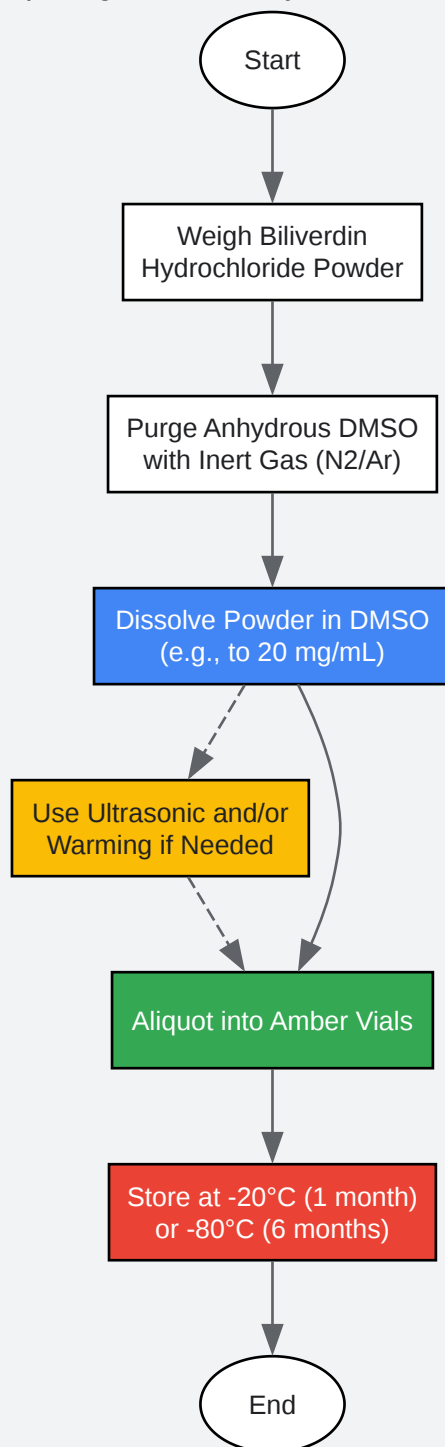 Start
Weigh Biliverdin
Hydrochloride Powder
Purge Anhydrous DMSO
with Inert Gas (N2/Ar)
Dissolve Powder in DMSO
(e.g., to 20 mg/mL)
Use Ultrasonic and/or
Warming if Needed
Aliquot into Amber Vials
Store at -20°C (1 month)
or -80°C (6 months)
End